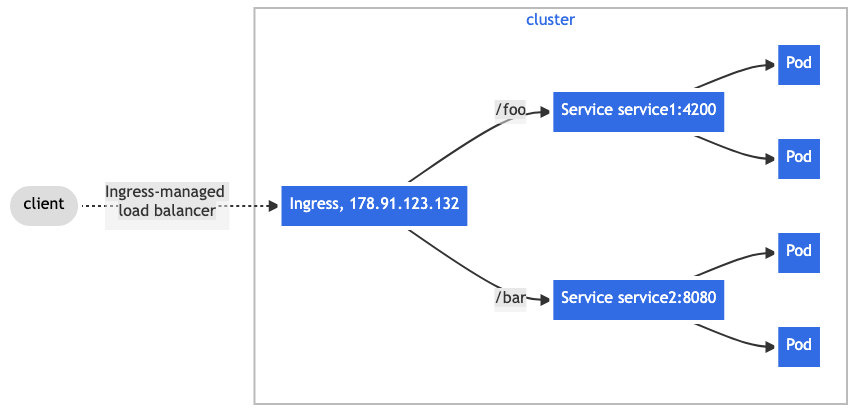 cluster
client
Ingress-managed
load balancer
Ingress, 178.91.123.132
/foo
Service service1:4200
Pod
Pod
/bar
Service service2:8080
Pod
Pod